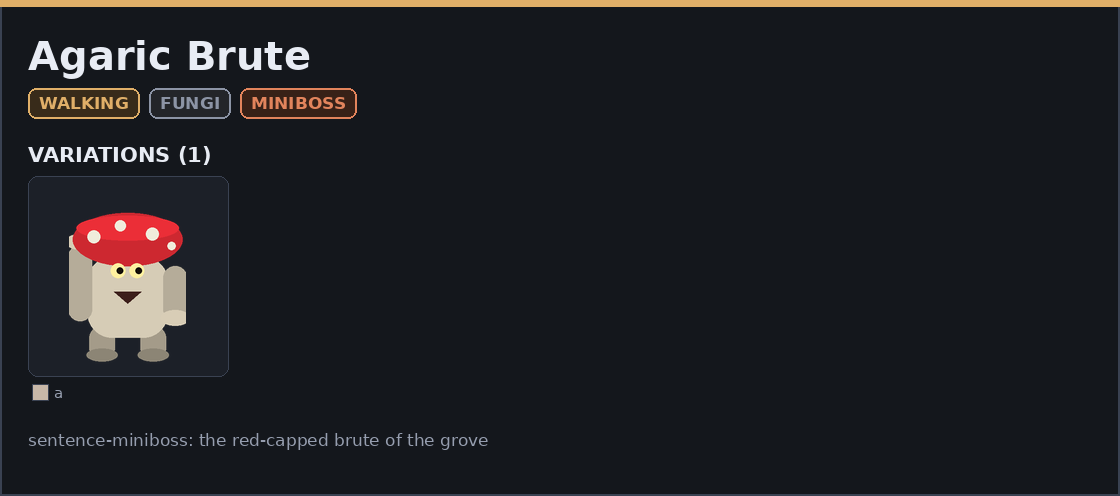 Agaric Brute
WALKING FUNGI MINIBOSS
VARIATIONS (1)
a
sentence-miniboss: the red-capped brute of the grove